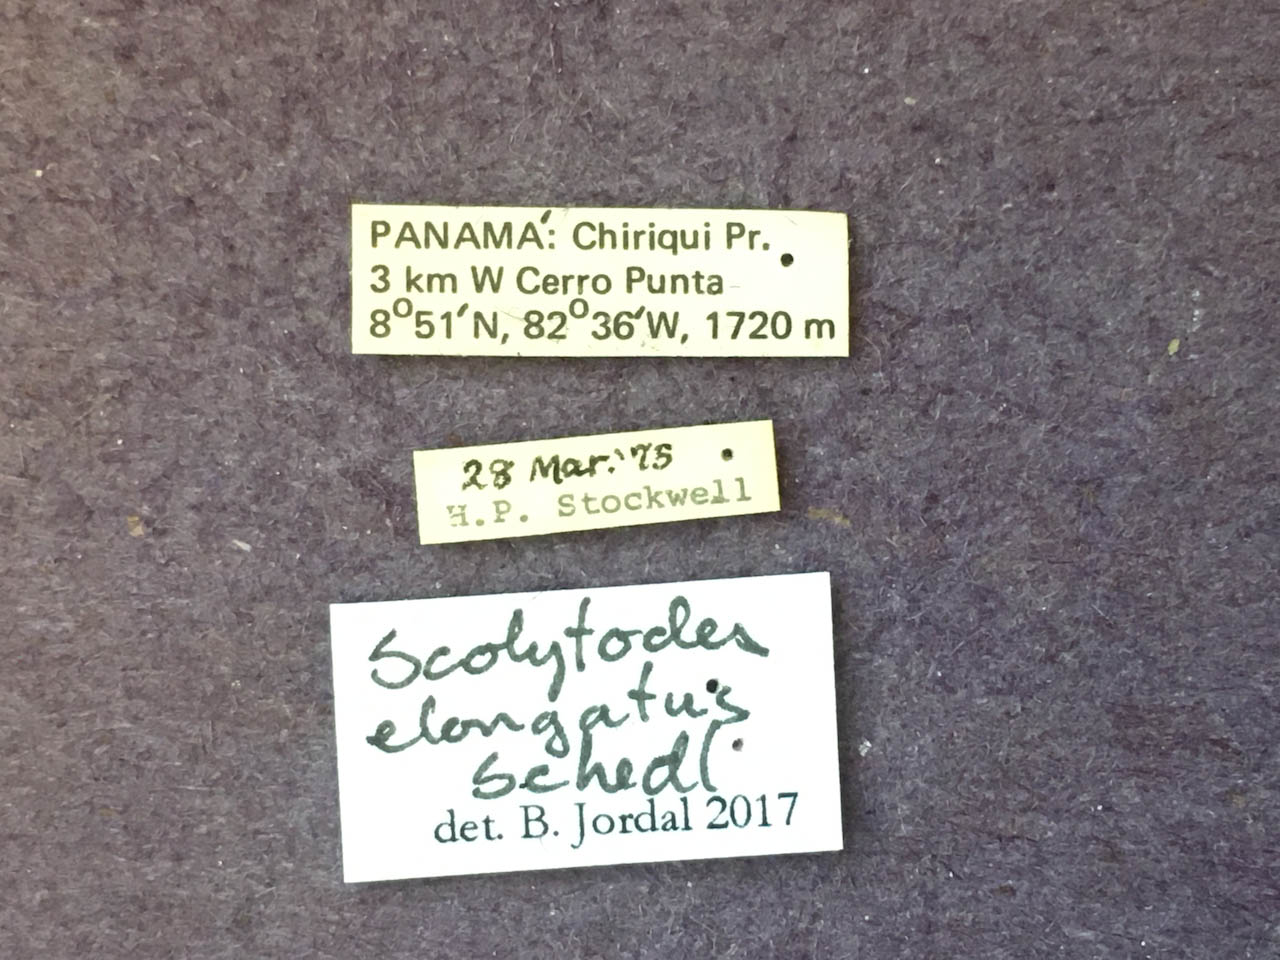 PANAMÁ: Chiriqui Pr.
3 km W Cerro Punta
8°51′N, 82°36′W, 1720 m
28 Mar. '75
H.P. Stockwell
Scolytodes
elongatus
Schedl
det. B. Jordal 2017